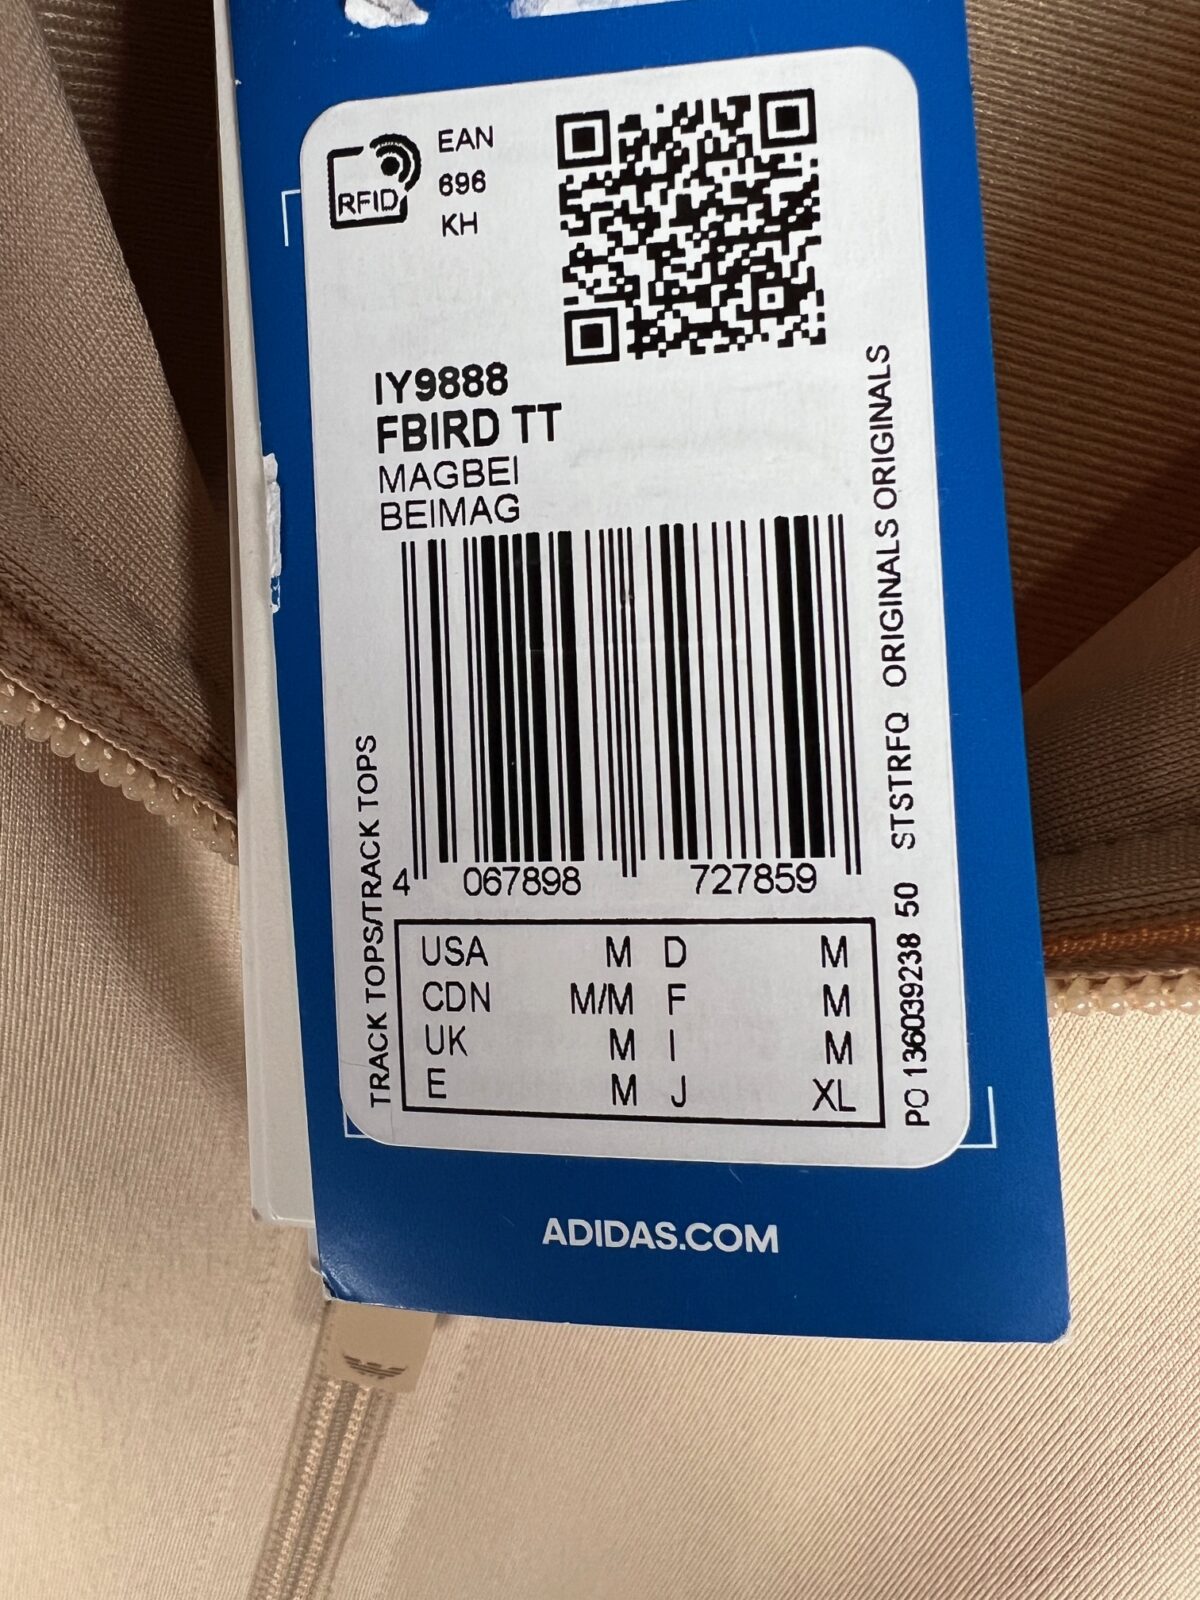 RFID
EAN
696
KH
IY9888
FBIRD TT
MAGBEI
BEIMAG
4 067898 727859
TRACK TOPS/TRACK TOPS
PO 136039238 50 STSTRFQ ORIGINALS ORIGINALS
USA M D M
CDN M/M F M
UK M I M
E M J XL
ADIDAS.COM